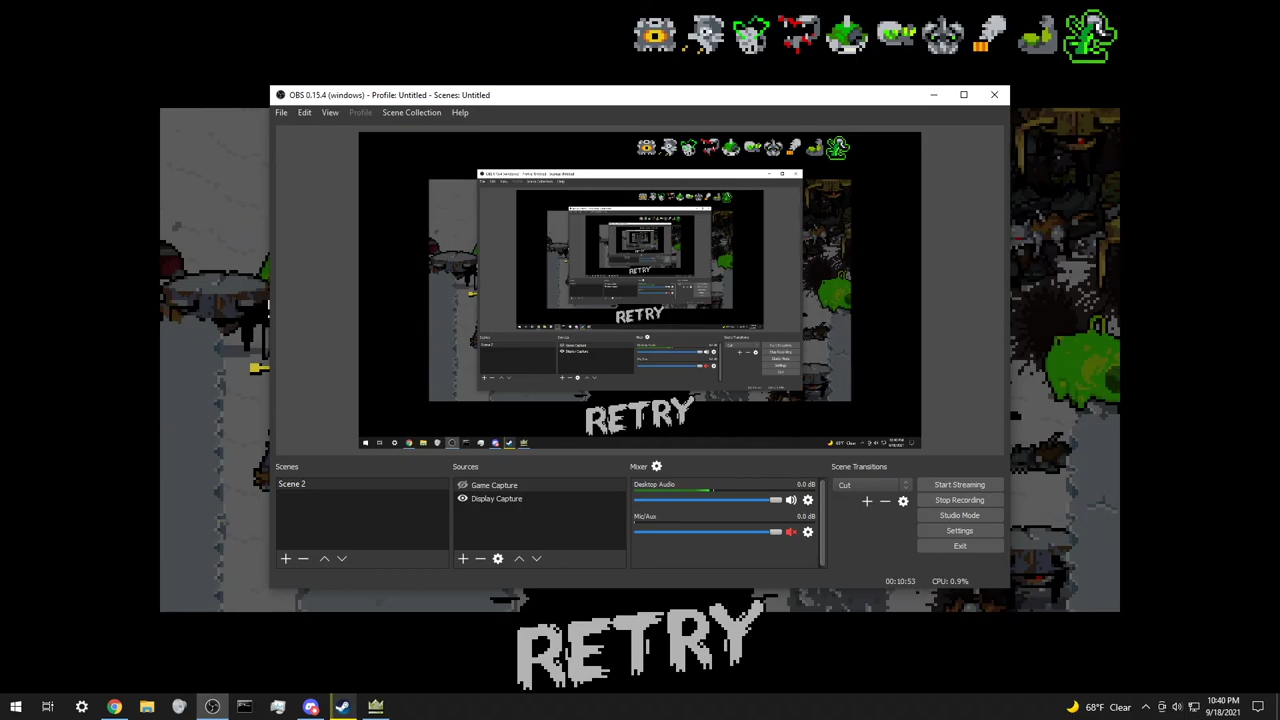 OBS 0.15.4 (windows) - Profile: Untitled - Scenes: Untitled
File Edit View Profile Scene Collection Help
RETRY
RETRY
RETRY
Scenes
Scene 2
Sources
Game Capture
Display Capture
Mixer
Desktop Audio 0.0 dB
Mic/Aux 0.0 dB
Scene Transitions
Cut
Start Streaming
Stop Recording
Studio Mode
Settings
Exit
00:10:53 CPU: 0.9%
RETRY
68°F Clear
10:40 PM
9/18/2021